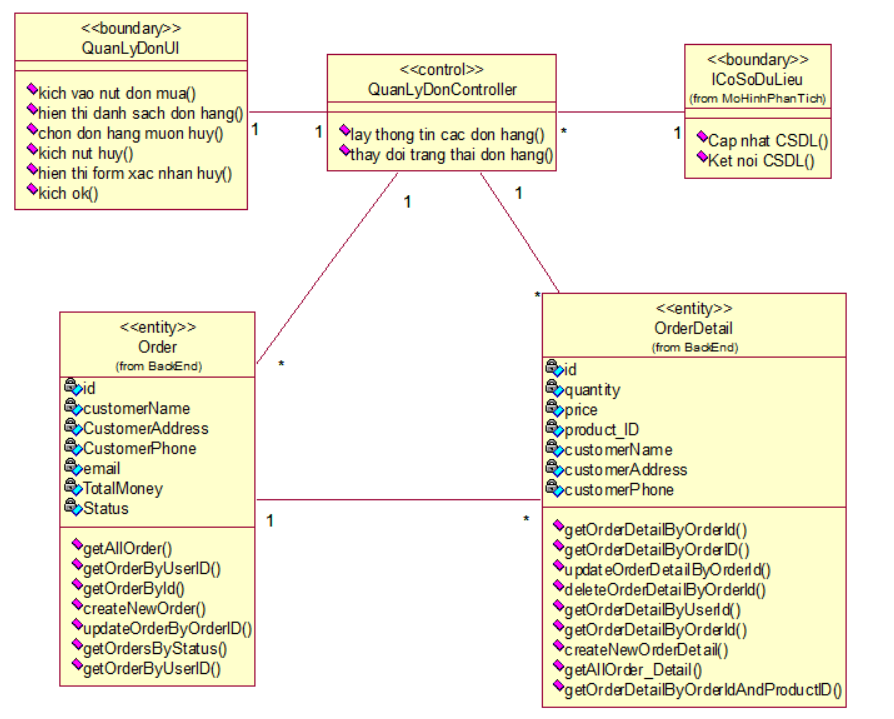 <<boundary>>
QuanLyDonUI
kich vao nut don mua()
hien thi danh sach don hang()
chon don hang muon huy()
kich nut huy()
hien thi form xac nhan huy()
kich ok()
1
1
<<control>>
QuanLyDonController
lay thong tin cac don hang()
thay doi trang thai don hang()
*
1
<<boundary>>
ICoSoDuLieu
(from MoHinhPhanTich)
Cap nhat CSDL()
Ket noi CSDL()
1
1
*
*
<<entity>>
Order
(from BackEnd)
id
customerName
CustomerAddress
CustomerPhone
email
TotalMoney
Status
getAllOrder()
getOrderByUserID()
getOrderById()
createNewOrder()
updateOrderByOrderID()
getOrdersByStatus()
getOrderByUserID()
1
*
<<entity>>
OrderDetail
(from BackEnd)
id
quantity
price
product_ID
customerName
customerAddress
customerPhone
getOrderDetailByOrderId()
getOrderDetailByOrderID()
updateOrderDetailByOrderId()
deleteOrderDetailByOrderId()
getOrderDetailByUserId()
getOrderDetailByOrderId()
createNewOrderDetail()
getAllOrder_Detail()
getOrderDetailByOrderIdAndProductID()